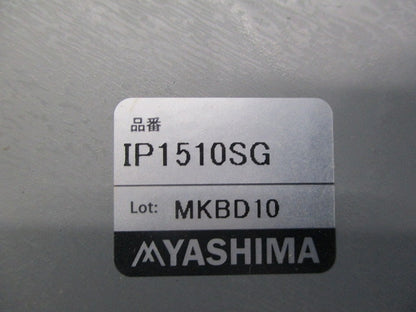 品番
IP1510SG
Lot: MKBD10
YASHIMA